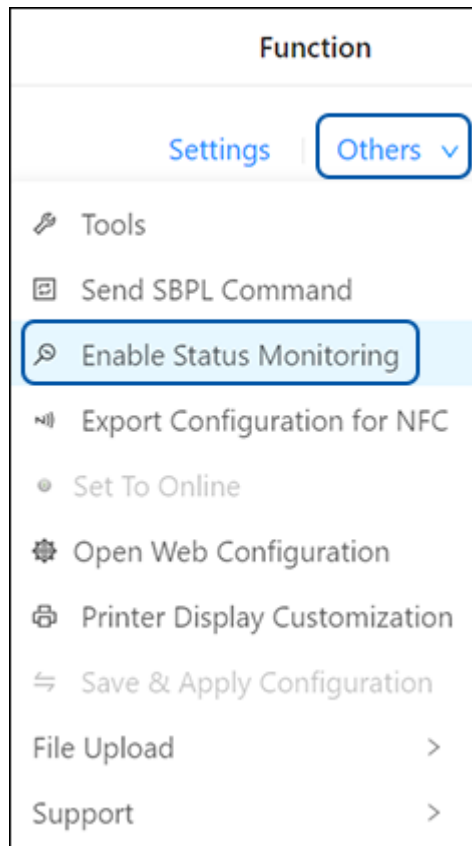 Function
Settings Others
Tools
Send SBPL Command
Enable Status Monitoring
Export Configuration for NFC
Set To Online
Open Web Configuration
Printer Display Customization
Save & Apply Configuration
File Upload
Support